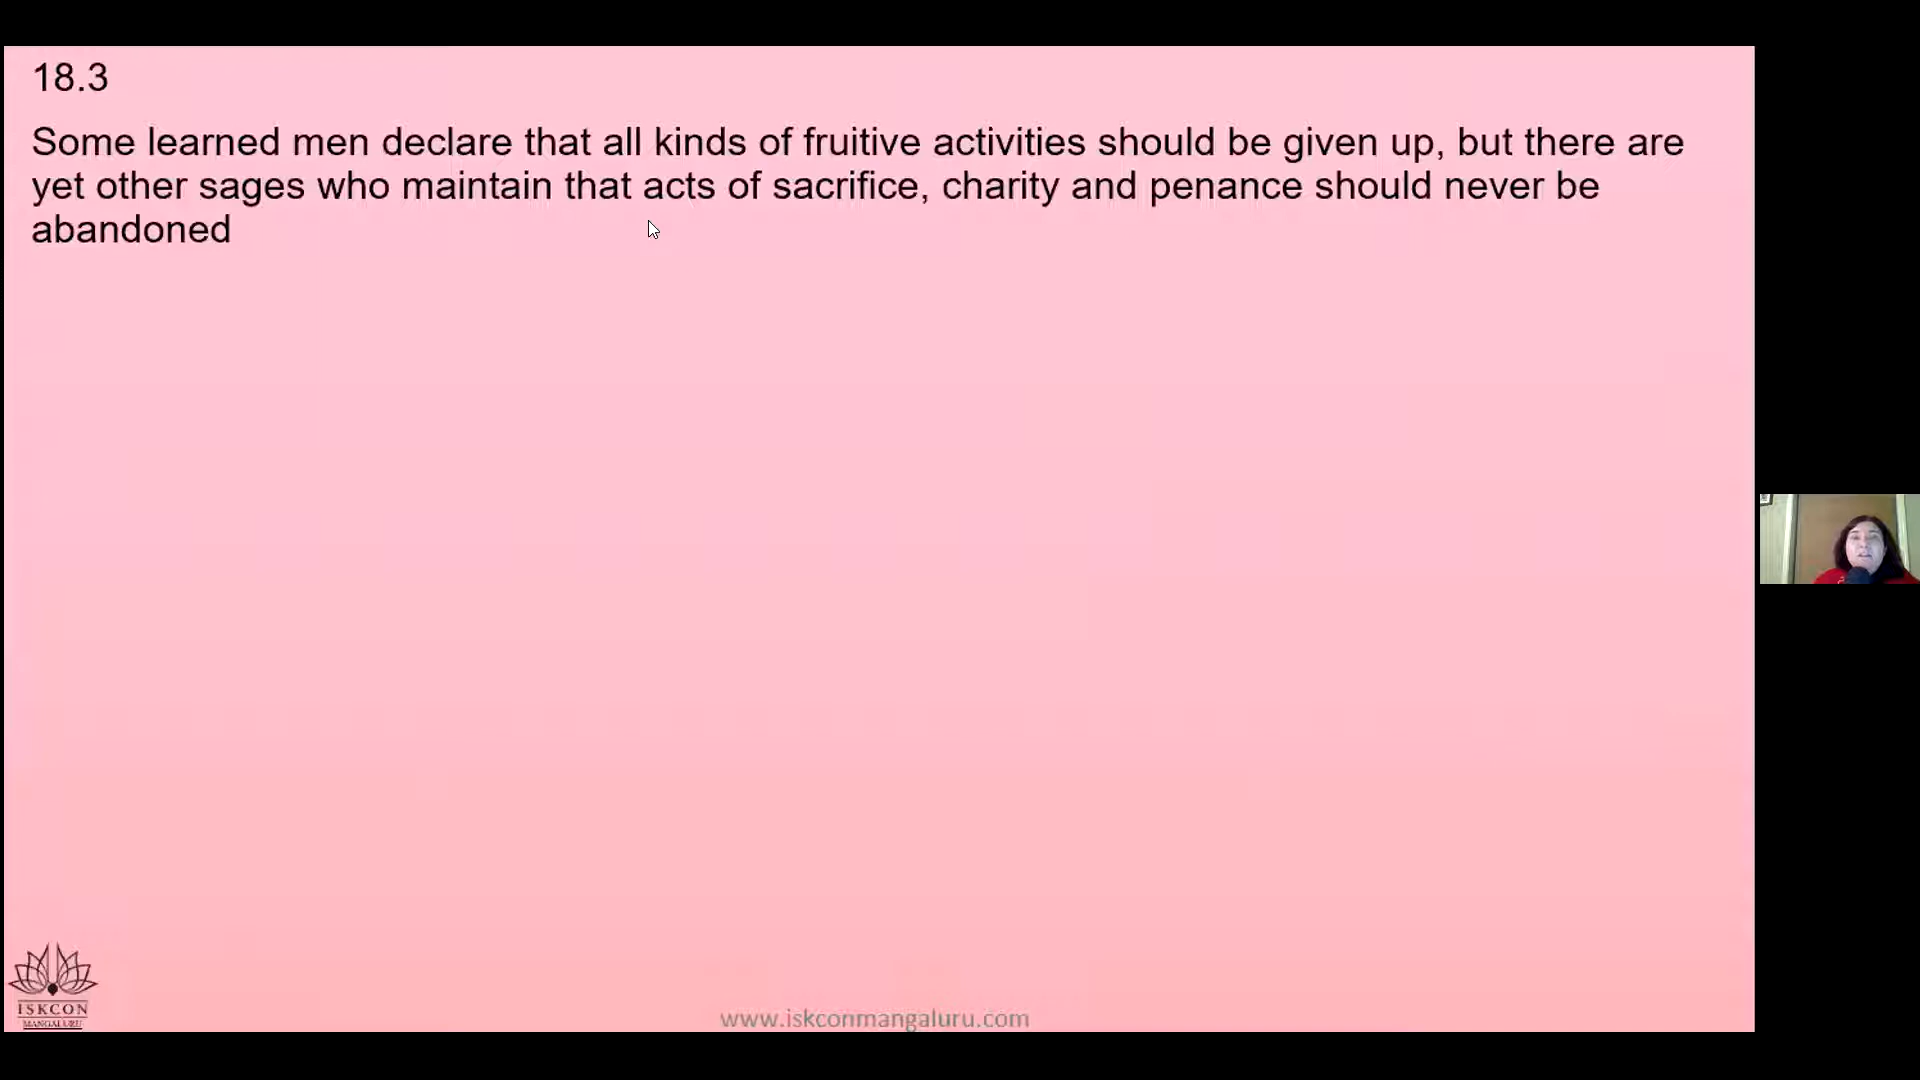 18.3
Some learned men declare that all kinds of fruitive activities should be given up, but there are
yet other sages who maintain that acts of sacrifice, charity and penance should never be
abandoned
ISKCON
MANGALURU
www.iskconmangaluru.com